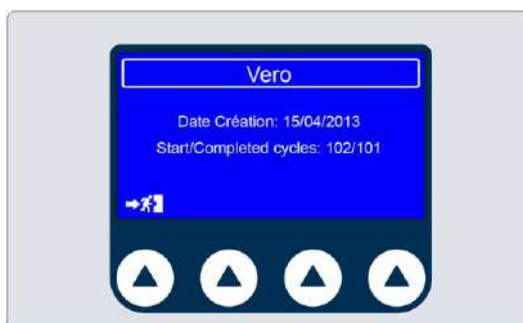 Vero
Date Création: 15/04/2013
Start/Completed cycles: 102/101